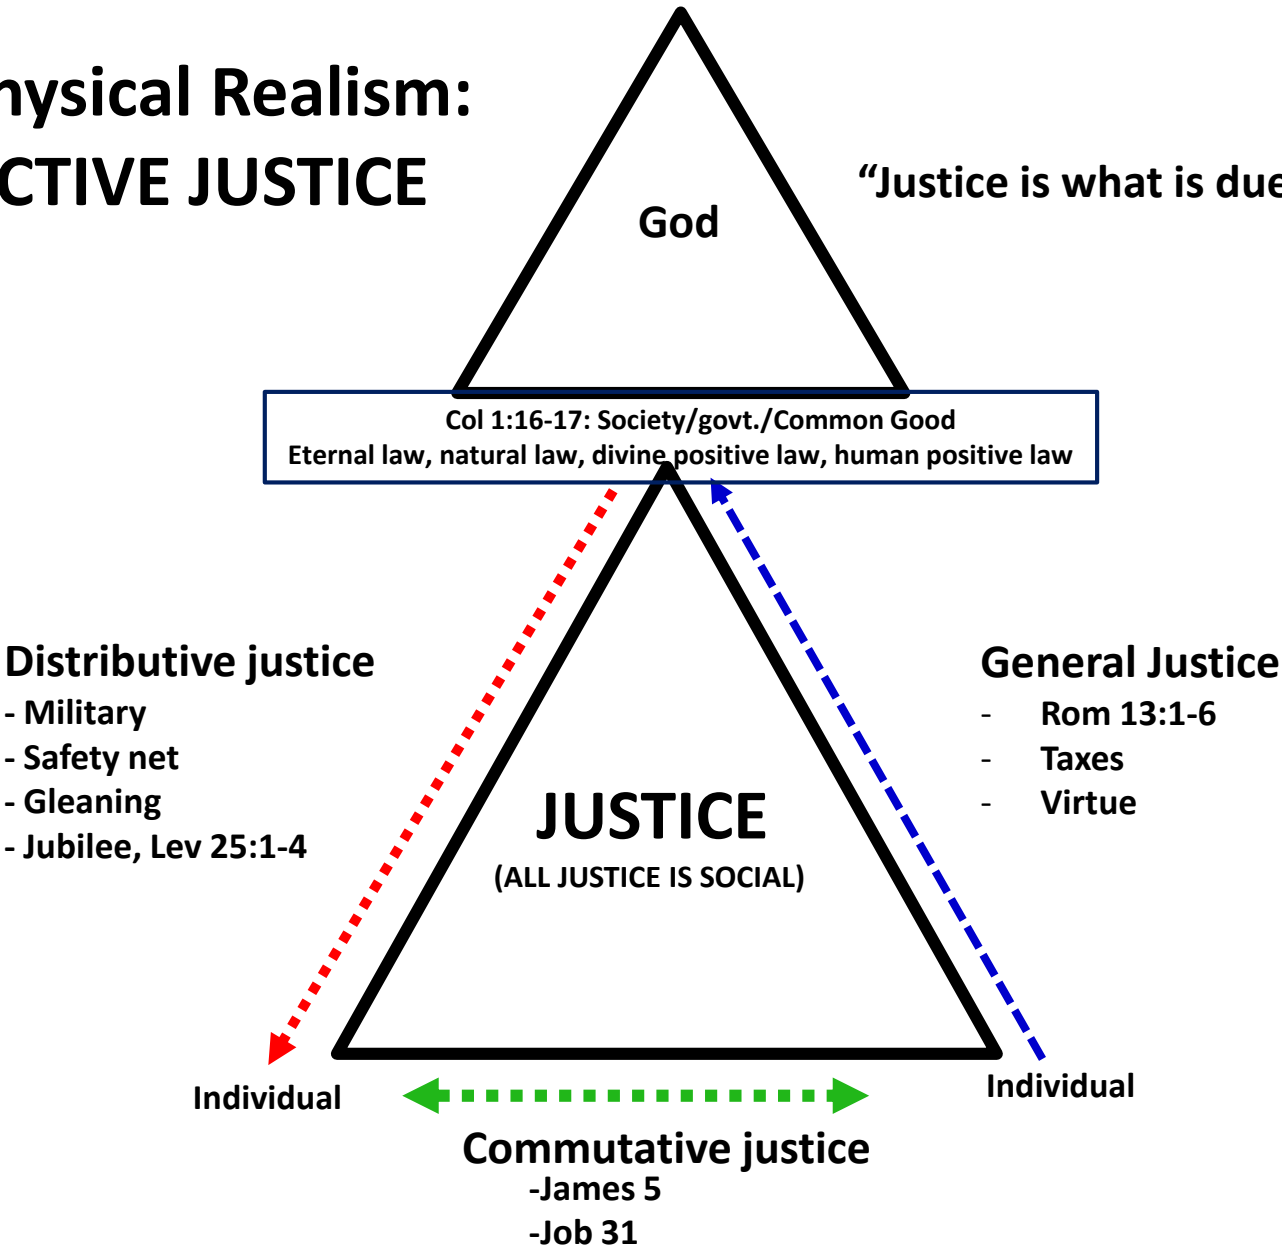 hysical Realism:
CTIVE JUSTICE
God
“Justice is what is due
Col 1:16-17: Society/govt./Common Good
Eternal law, natural law, divine positive law, human positive law
Distributive justice
- Military
- Safety net
- Gleaning
- Jubilee, Lev 25:1-4
General Justice
- Rom 13:1-6
- Taxes
- Virtue
JUSTICE
(ALL JUSTICE IS SOCIAL)
Individual
Individual
Commutative justice
-James 5
-Job 31